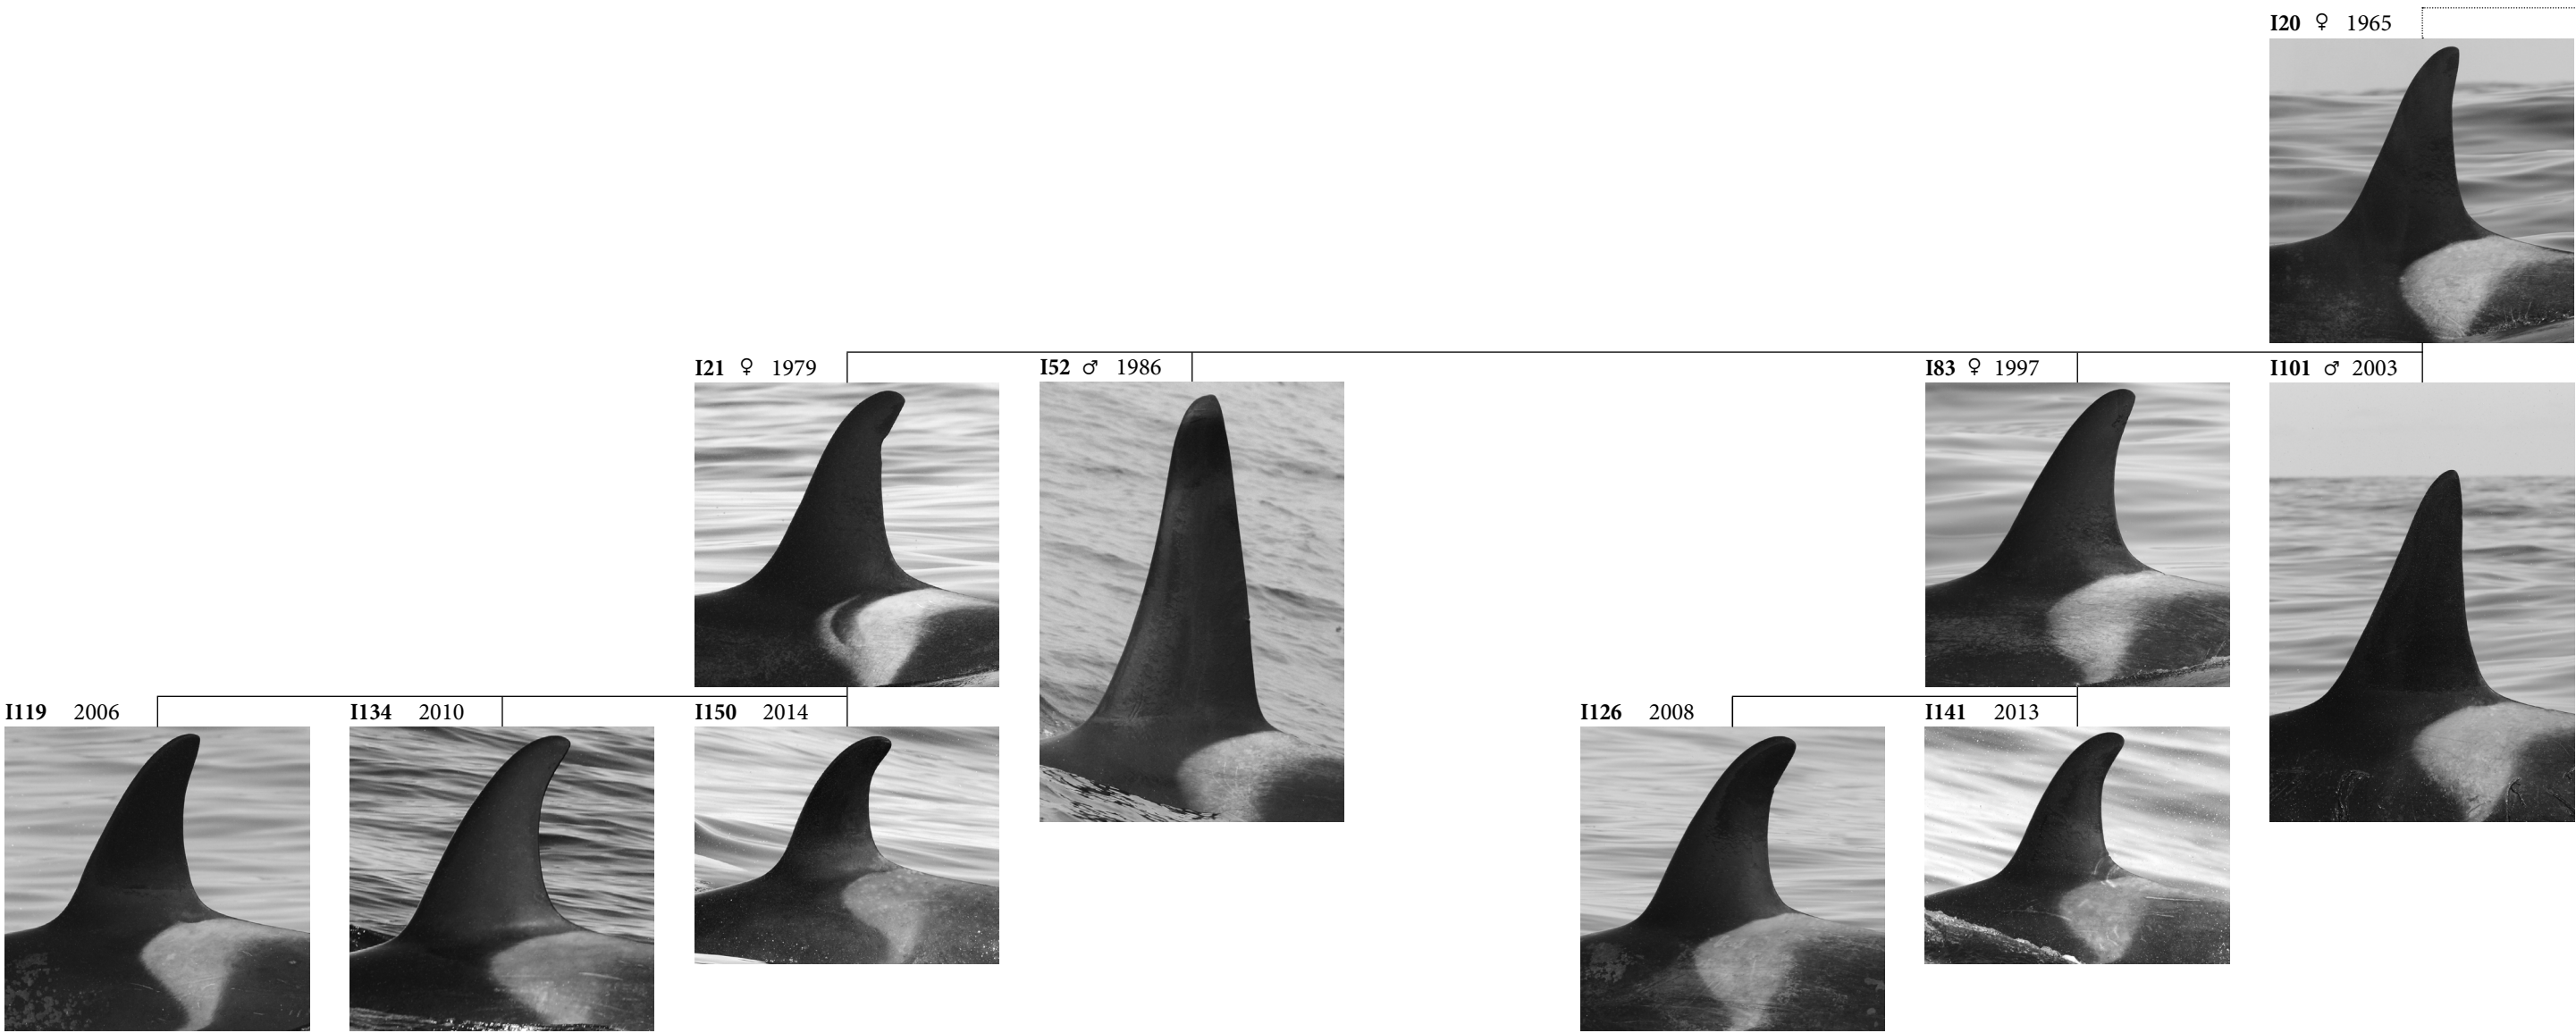 I20 ♀ 1965
I21 ♀ 1979
I52 ♂ 1986
I83 ♀ 1997
I101 ♂ 2003
I119 2006
I134 2010
I150 2014
I126 2008
I141 2013